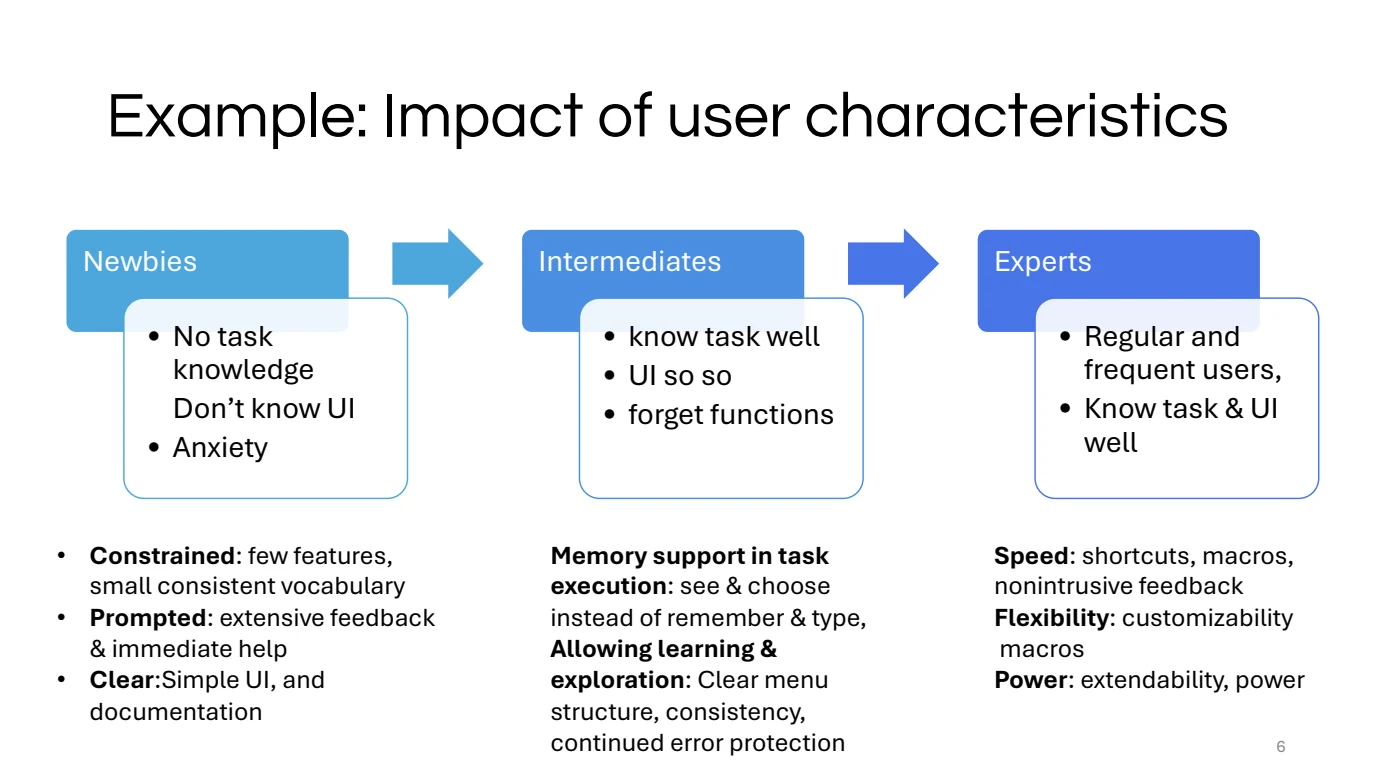 Example: Impact of user characteristics
Newbies
• No task
knowledge
Don’t know UI
• Anxiety
Intermediates
• know task well
• UI so so
• forget functions
Experts
• Regular and
frequent users,
• Know task & UI
well
• Constrained: few features,
small consistent vocabulary
• Prompted: extensive feedback
& immediate help
• Clear:Simple UI, and
documentation
Memory support in task
execution: see & choose
instead of remember & type,
Allowing learning &
exploration: Clear menu
structure, consistency,
continued error protection
Speed: shortcuts, macros,
nonintrusive feedback
Flexibility: customizability
macros
Power: extendability, power
6